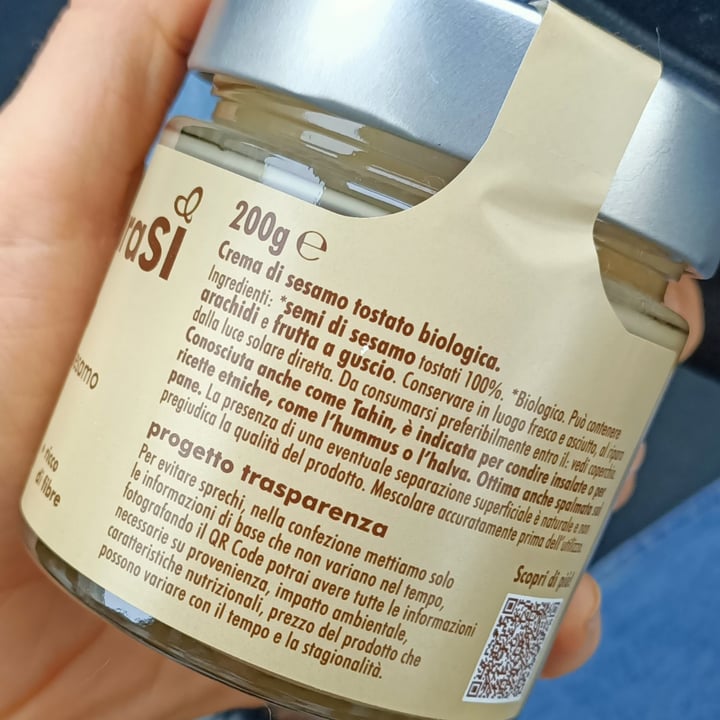 raSì
200g ℮
Crema di sesamo tostato biologica.
Ingredienti: *semi di sesamo tostati 100%. *Biologico. Può contenere
arachidi e frutta a guscio. Conservare in luogo fresco e asciutto, al riparo
dalla luce solare diretta. Da consumarsi preferibilmente entro il: vedi coperchio.
Conosciuta anche come Tahin, è indicata per condire insalate o per
ricette etniche, come l'hummus o l'halva. Ottima anche spalmata sul
pane. La presenza di una eventuale separazione superficiale è naturale e non
pregiudica la qualità del prodotto. Mescolare accuratamente prima dell'utilizzo.
progetto trasparenza
Per evitare sprechi, nella confezione mettiamo solo
le informazioni di base che non variano nel tempo,
fotografando il QR Code potrai avere tutte le informazioni
necessarie su provenienza, impatto ambientale,
caratteristiche nutrizionali, prezzo del prodotto che
possono variare con il tempo e la stagionalità.
Scopri di più!
esamo
• ricco
di fibre